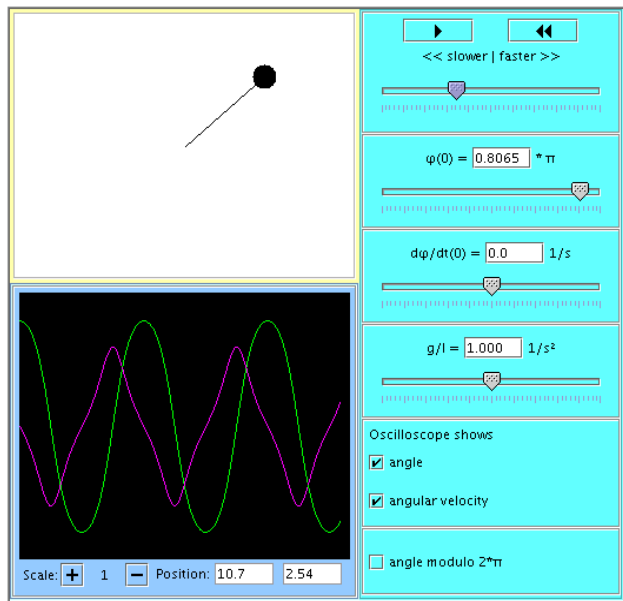 << slower | faster >>
φ(0) = 0.8065 * π
dφ/dt(0) = 0.0 1/s
g/l = 1.000 1/s²
Oscilloscope shows
angle
angular velocity
angle modulo 2*π
Scale: + 1 − Position: 10.7 2.54